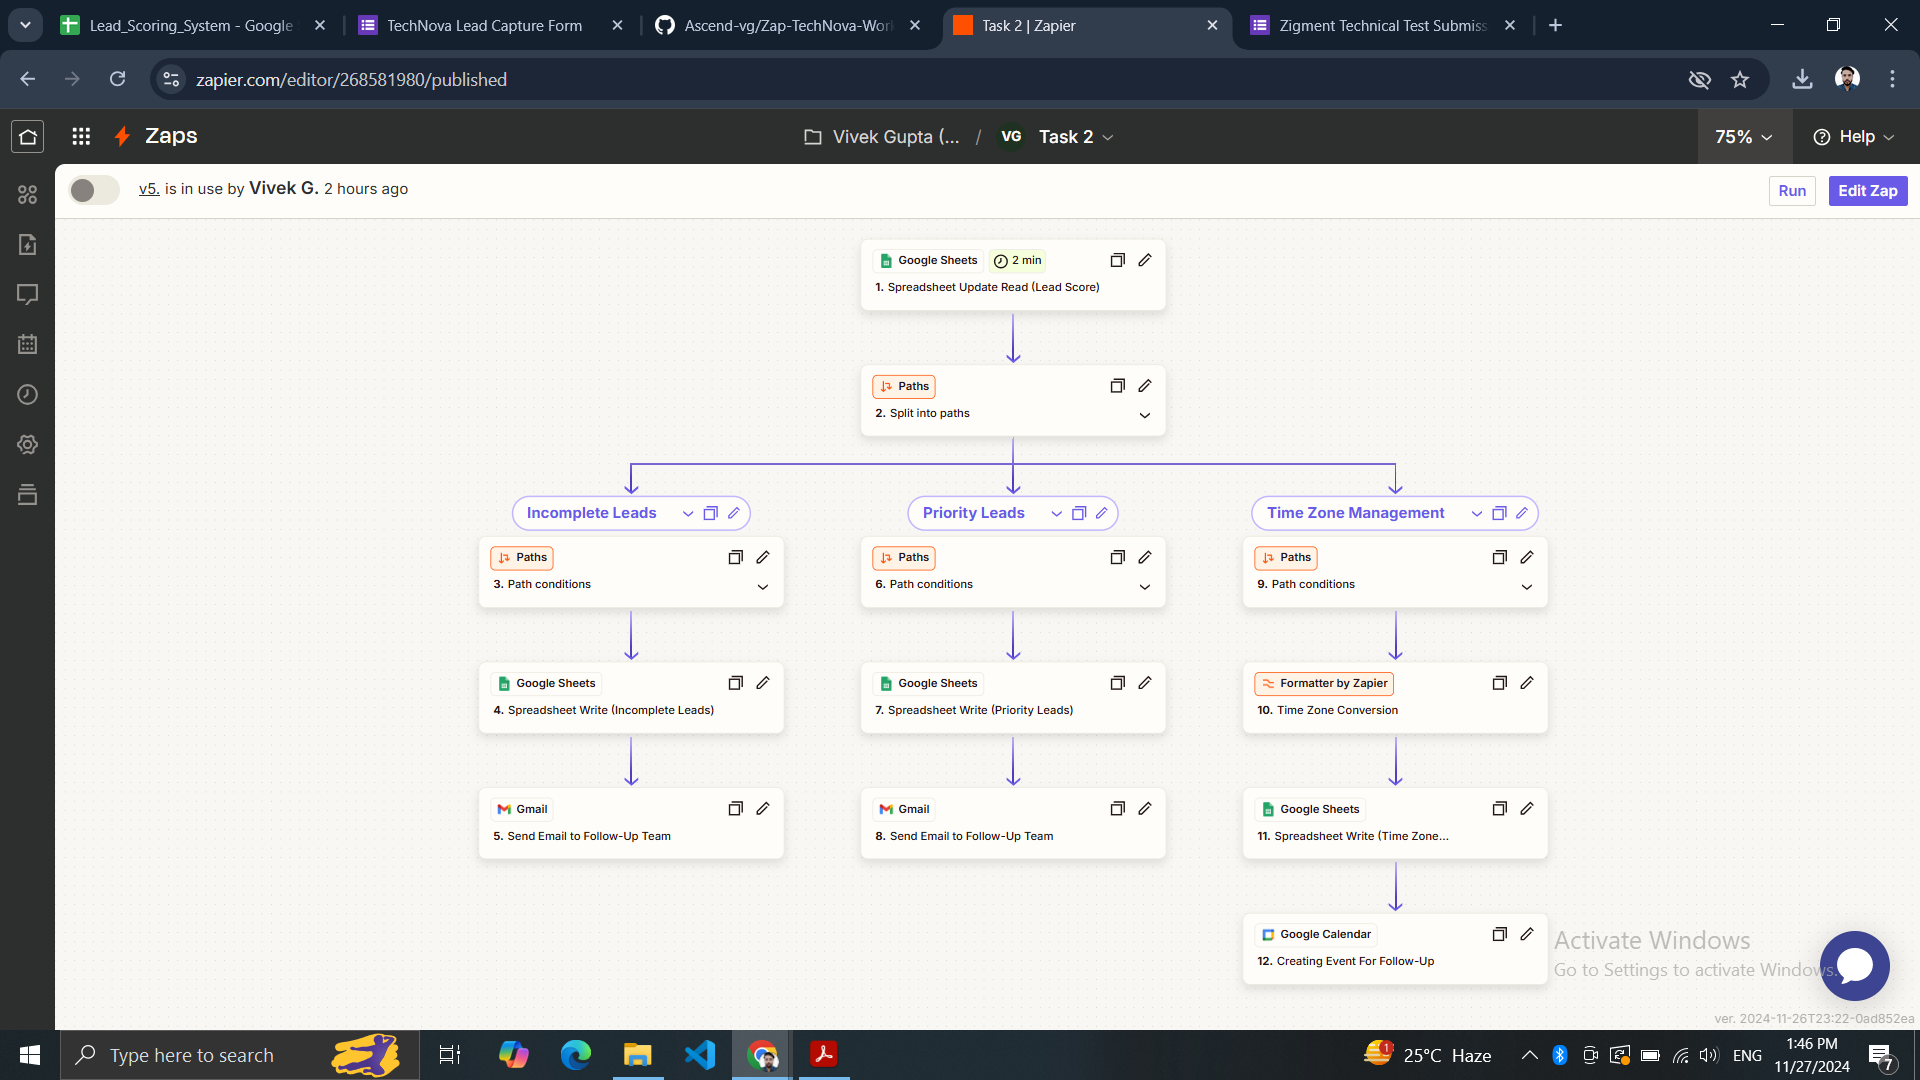 Lead_Scoring_System - Google
TechNova Lead Capture Form
Ascend-vg/Zap-TechNova-Wor
Task 2 | Zapier
Zigment Technical Test Submiss
zapier.com/editor/268581980/published
Zaps
Vivek Gupta (...
/
VG
Task 2
75%
Help
v5. is in use by Vivek G. 2 hours ago
Run
Edit Zap
Google Sheets
2 min
1. Spreadsheet Update Read (Lead Score)
Paths
2. Split into paths
Incomplete Leads
Priority Leads
Time Zone Management
Paths
3. Path conditions
Paths
6. Path conditions
Paths
9. Path conditions
Google Sheets
4. Spreadsheet Write (Incomplete Leads)
Google Sheets
7. Spreadsheet Write (Priority Leads)
Formatter by Zapier
10. Time Zone Conversion
Gmail
5. Send Email to Follow-Up Team
Gmail
8. Send Email to Follow-Up Team
Google Sheets
11. Spreadsheet Write (Time Zone...
Google Calendar
12. Creating Event For Follow-Up
Activate Windows
Go to Settings to activate Windows.
ver. 2024-11-26T23:22-0ad852ea
Type here to search
1
25°C Haze
ENG
1:46 PM
11/27/2024
7